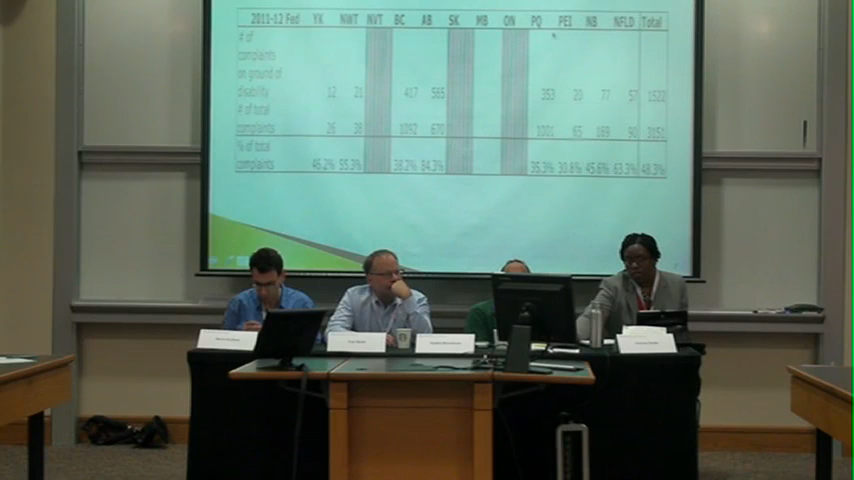 2011-12 Fed YK NWT NVT BC AB SK MB ON PQ PEI NB NFLD Total
# of
complaints
on ground of
disability 12 21 417 565 353 20 77 57 1522
# of total
complaints 26 38 1092 670 1001 65 169 90 3151
% of total
complaints 46.2% 55.3% 38.2% 84.3% 35.3% 30.8% 45.6% 63.3% 48.3%